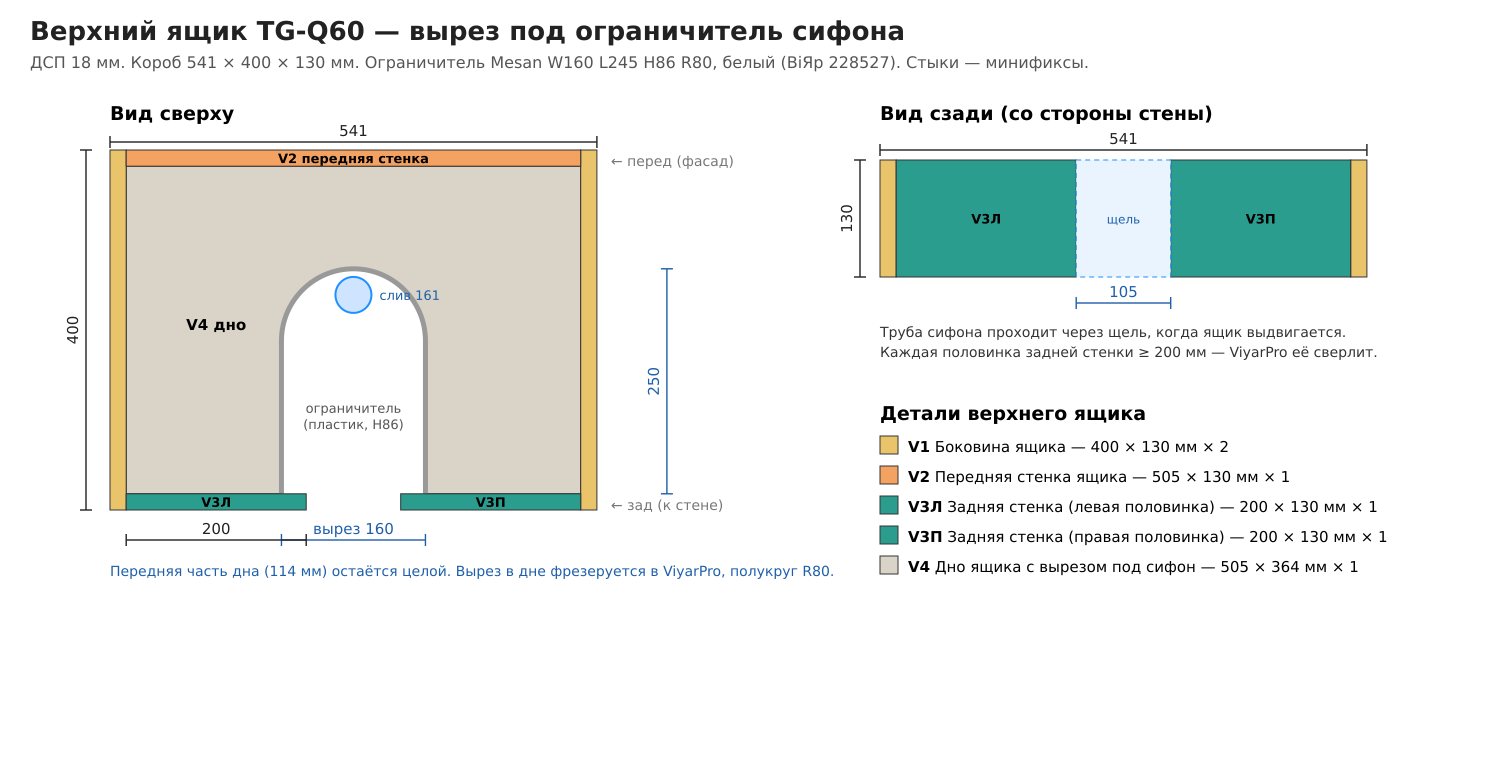 Верхний ящик TG-Q60 — вырез под ограничитель сифона
ДСП 18 мм. Короб 541 × 400 × 130 мм. Ограничитель Mesan W160 L245 H86 R80, белый (ВіЯр 228527). Стыки — минификсы.
Вид сверху
541
V2 передняя стенка
← перед (фасад)
400
V4 дно
слив 161
ограничитель
(пластик, H86)
250
V3Л
V3П
← зад (к стене)
200
вырез 160
Передняя часть дна (114 мм) остаётся целой. Вырез в дне фрезеруется в ViyarPro, полукруг R80.
Вид сзади (со стороны стены)
541
130
V3Л
щель
V3П
105
Труба сифона проходит через щель, когда ящик выдвигается.
Каждая половинка задней стенки ≥ 200 мм — ViyarPro её сверлит.
Детали верхнего ящика
V1 Боковина ящика — 400 × 130 мм × 2
V2 Передняя стенка ящика — 505 × 130 мм × 1
V3Л Задняя стенка (левая половинка) — 200 × 130 мм × 1
V3П Задняя стенка (правая половинка) — 200 × 130 мм × 1
V4 Дно ящика с вырезом под сифон — 505 × 364 мм × 1